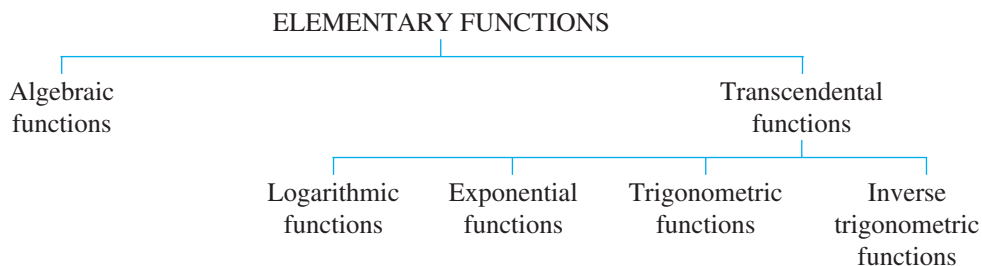 ELEMENTARY FUNCTIONS
Algebraic
functions
Transcendental
functions
Logarithmic
functions
Exponential
functions
Trigonometric
functions
Inverse
trigonometric
functions